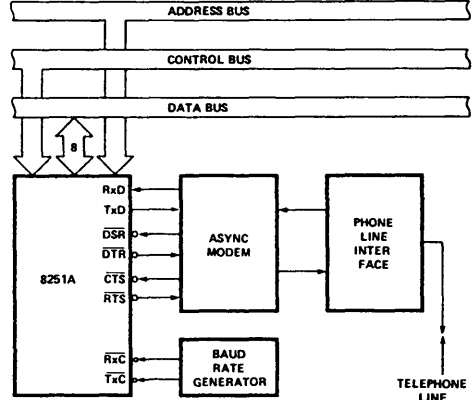 ADDRESS BUS
CONTROL BUS
DATA BUS
8
8251A
RxD
TxD
DSR
DTR
CTS
RTS
RxC
TxC
ASYNC
MODEM
PHONE
LINE
INTER
FACE
BAUD
RATE
GENERATOR
TELEPHONE
LINE